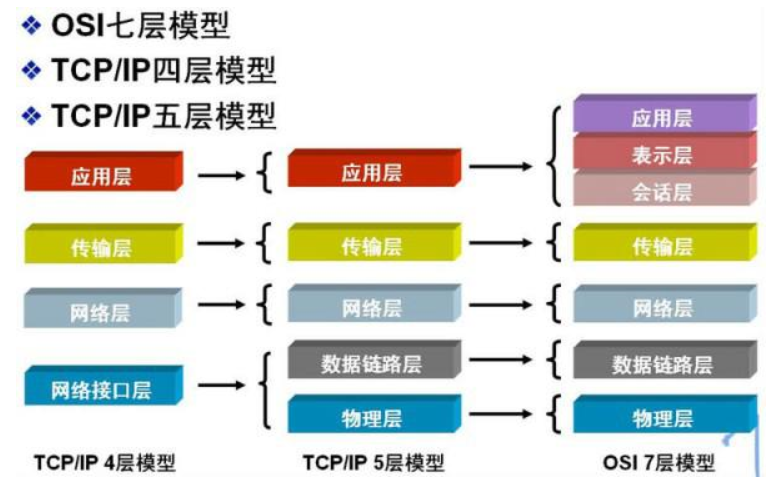 OSI七层模型
TCP/IP四层模型
TCP/IP五层模型
应用层
传输层
网络层
网络接口层
TCP/IP 4层模型
应用层
传输层
网络层
数据链路层
物理层
TCP/IP 5层模型
应用层
表示层
会话层
传输层
网络层
数据链路层
物理层
OSI 7层模型